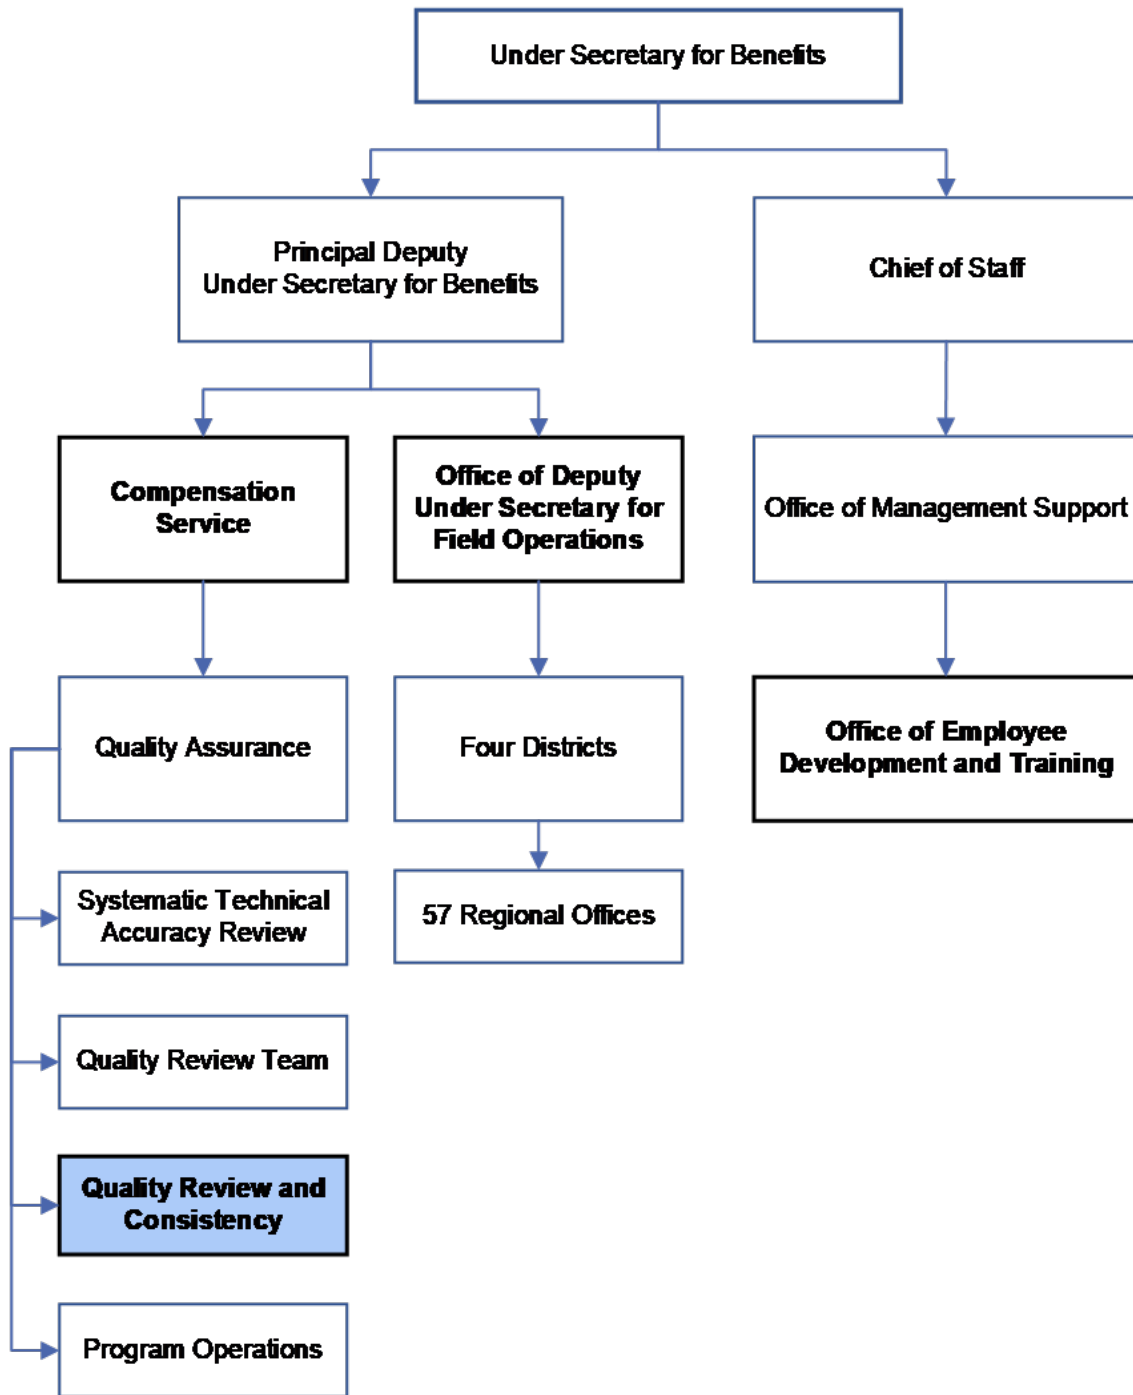 Under Secretary for Benefits
Principal Deputy
Under Secretary for Benefits
Chief of Staff
Compensation
Service
Office of Deputy
Under Secretary for
Field Operations
Office of Management Support
Quality Assurance
Four Districts
Office of Employee
Development and Training
Systematic Technical
Accuracy Review
57 Regional Offices
Quality Review Team
Quality Review and
Consistency
Program Operations